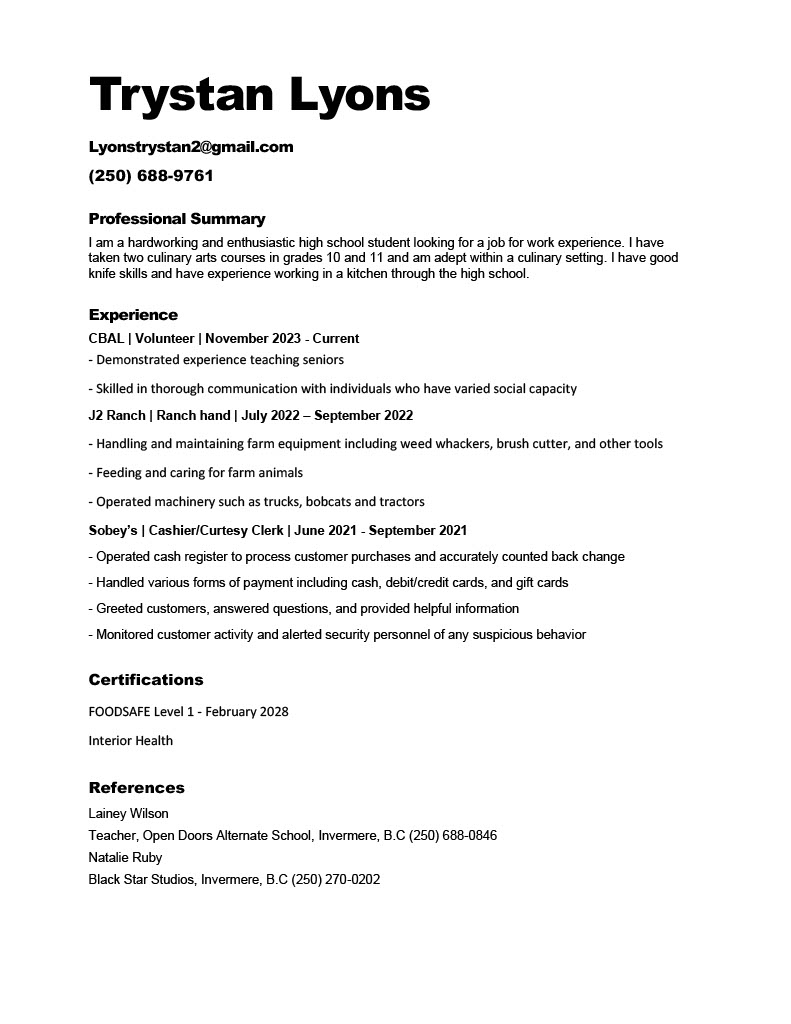 Trystan Lyons
Lyonstrystan2@gmail.com
(250) 688-9761
Professional Summary
I am a hardworking and enthusiastic high school student looking for a job for work experience. I have
taken two culinary arts courses in grades 10 and 11 and am adept within a culinary setting. I have good
knife skills and have experience working in a kitchen through the high school.
Experience
CBAL | Volunteer | November 2023 - Current
- Demonstrated experience teaching seniors
- Skilled in thorough communication with individuals who have varied social capacity
J2 Ranch | Ranch hand | July 2022 – September 2022
- Handling and maintaining farm equipment including weed whackers, brush cutter, and other tools
- Feeding and caring for farm animals
- Operated machinery such as trucks, bobcats and tractors
Sobey’s | Cashier/Curtesy Clerk | June 2021 - September 2021
- Operated cash register to process customer purchases and accurately counted back change
- Handled various forms of payment including cash, debit/credit cards, and gift cards
- Greeted customers, answered questions, and provided helpful information
- Monitored customer activity and alerted security personnel of any suspicious behavior
Certifications
FOODSAFE Level 1 - February 2028
Interior Health
References
Lainey Wilson
Teacher, Open Doors Alternate School, Invermere, B.C (250) 688-0846
Natalie Ruby
Black Star Studios, Invermere, B.C (250) 270-0202